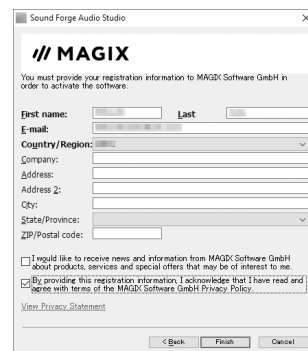 Sound Forge Audio Studio
MAGIX
You must provide your registration information to MAGIX Software GmbH in
order to activate the software.
First name: Last
E-mail:
Country/Region:
Company:
Address:
Address 2:
City:
State/Province:
ZIP/Postal code:
I would like to receive news and information from MAGIX Software GmbH
about products, services and special offers that may be of interest to me.
By providing this registration information, I acknowledge that I have read and
agree with terms of the MAGIX Software GmbH Privacy Policy.
View Privacy Statement
< Back Finish Cancel